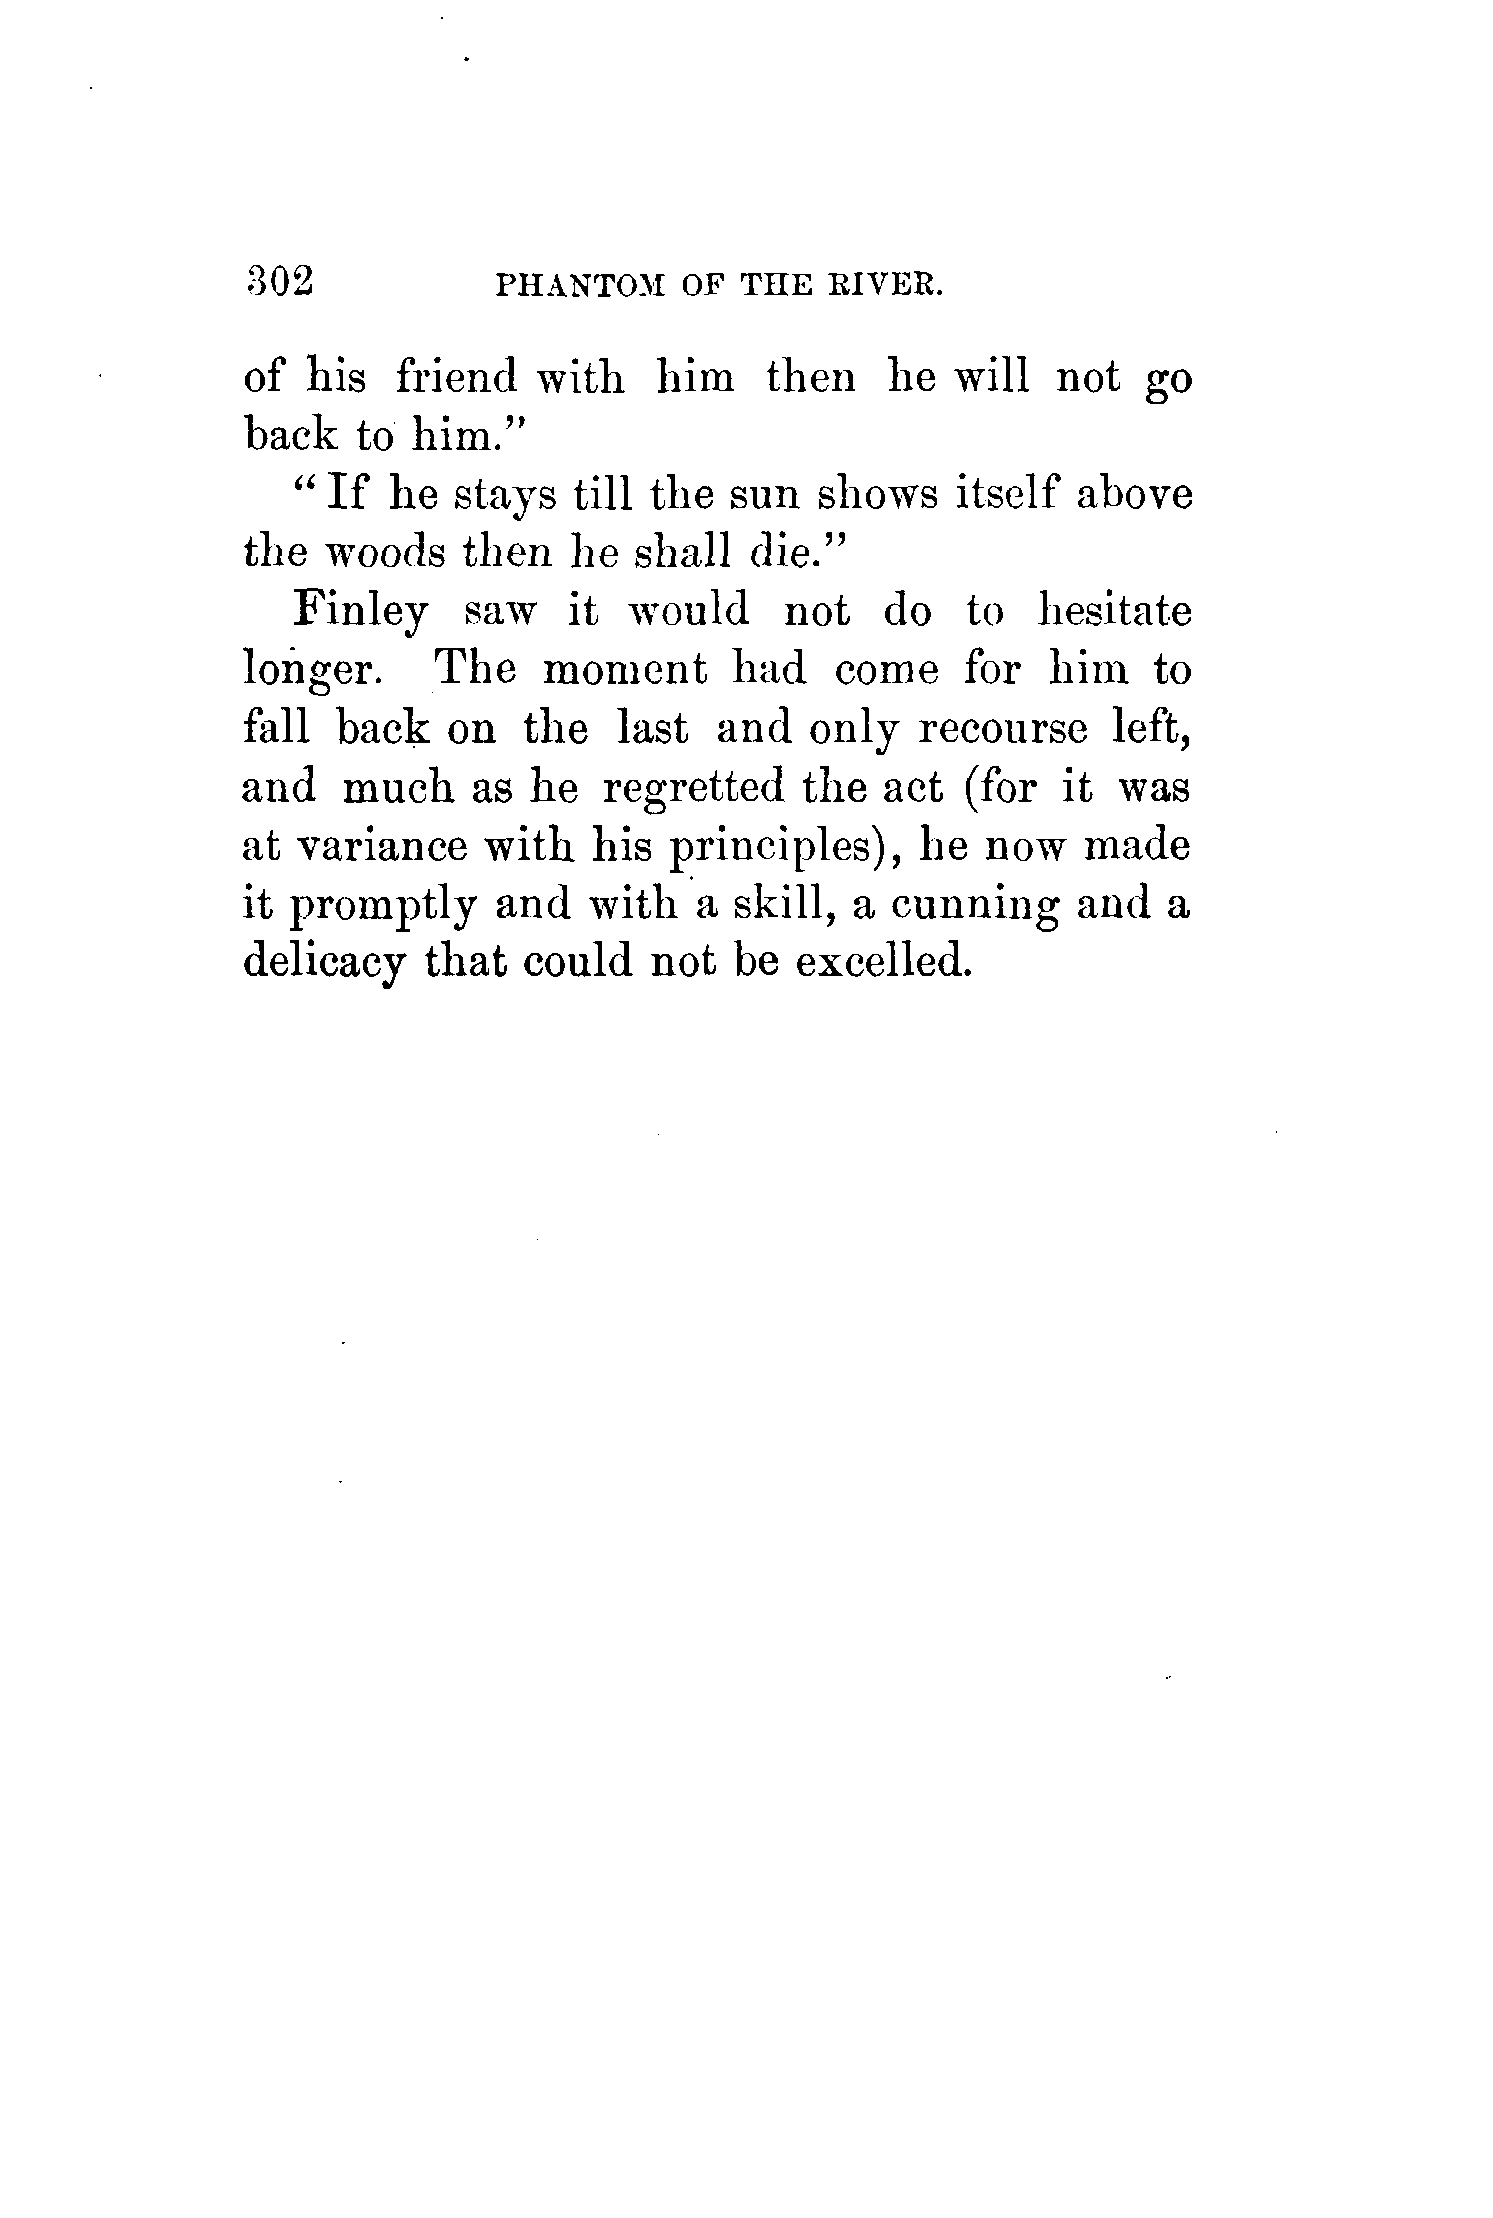 302 PHANTOM OF THE RIVER.
of his friend with him then he will not go
back to him."
"If he stays till the sun shows itself above
the woods then he shall die."
Finley saw it would not do to hesitate
longer. The moment had come for him to
fall back on the last and only recourse left,
and much as he regretted the act (for it was
at variance with his principles), he now made
it promptly and with a skill, a cunning and a
delicacy that could not be excelled.